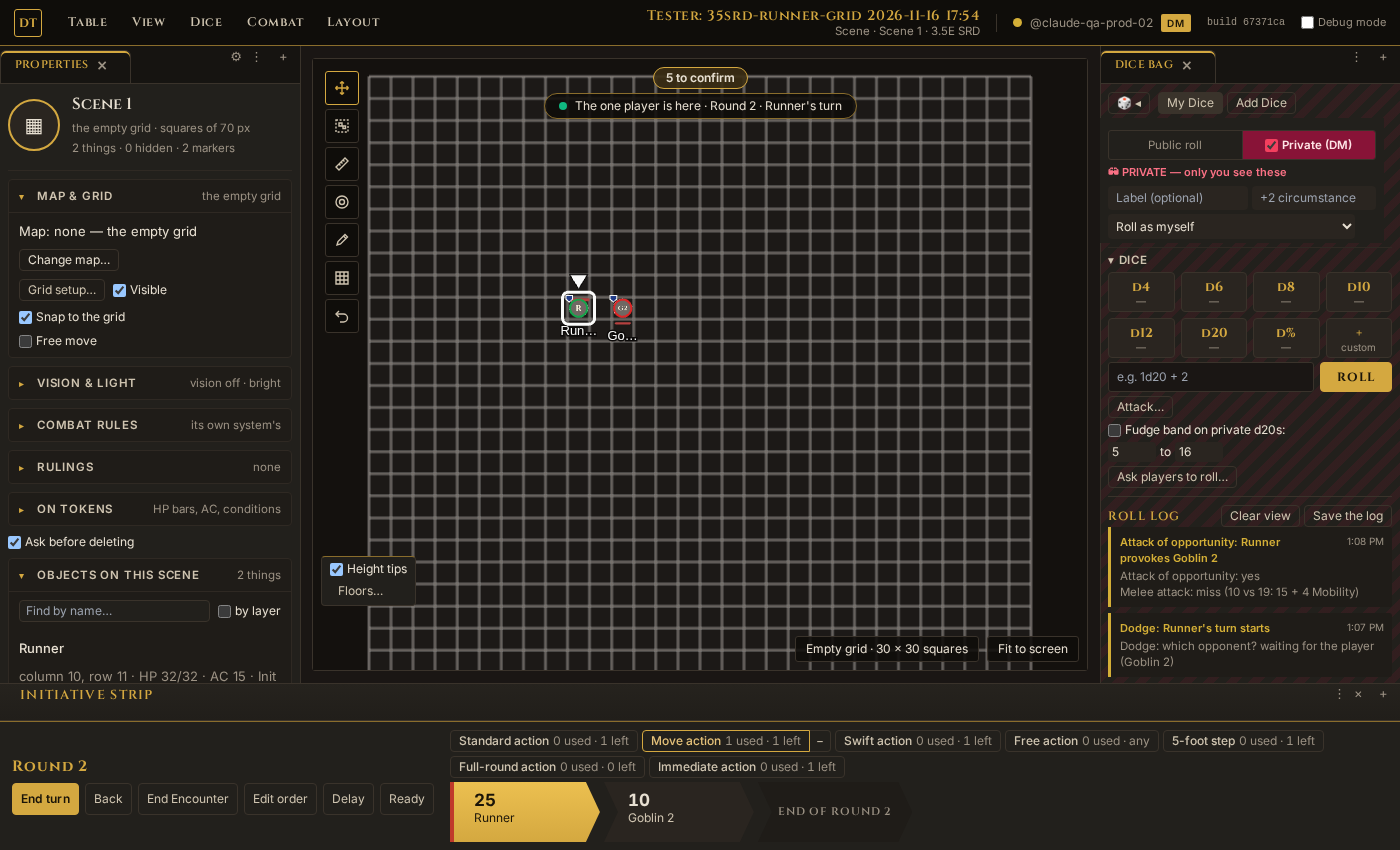 DT
TABLE
VIEW
DICE
COMBAT
LAYOUT
TESTER: 35SRD-RUNNER-GRID 2026-11-16 17:54
Scene · Scene 1 · 3.5E SRD
@claude-qa-prod-02
DM
build 67371ca
Debug mode
PROPERTIES
SCENE 1
the empty grid · squares of 70 px
2 things · 0 hidden · 2 markers
MAP & GRID
the empty grid
Map: none — the empty grid
Change map...
Grid setup...
Visible
Snap to the grid
Free move
VISION & LIGHT
vision off · bright
COMBAT RULES
its own system's
RULINGS
none
ON TOKENS
HP bars, AC, conditions
Ask before deleting
OBJECTS ON THIS SCENE
2 things
Find by name...
by layer
Runner
column 10, row 11 · HP 32/32 · AC 15 · Init
5 to confirm
The one player is here · Round 2 · Runner's turn
R
G2
Run...
Go...
Height tips
Floors...
Empty grid · 30 × 30 squares
Fit to screen
DICE BAG
My Dice
Add Dice
Public roll
Private (DM)
PRIVATE — only you see these
Label (optional)
+2 circumstance
Roll as myself
DICE
D4
—
D6
—
D8
—
D10
—
D12
—
D20
—
D%
—
+
custom
e.g. 1d20 + 2
ROLL
Attack...
Fudge band on private d20s:
5
to
16
Ask players to roll...
ROLL LOG
Clear view
Save the log
Attack of opportunity: Runner
provokes Goblin 2
1:08 PM
Attack of opportunity: yes
Melee attack: miss (10 vs 19: 15 + 4 Mobility)
Dodge: Runner's turn starts
1:07 PM
Dodge: which opponent? waiting for the player
(Goblin 2)
INITIATIVE STRIP
ROUND 2
End turn
Back
End Encounter
Edit order
Delay
Ready
Standard action 0 used · 1 left
Move action 1 used · 1 left
–
Swift action 0 used · 1 left
Free action 0 used · any
5-foot step 0 used · 1 left
Full-round action 0 used · 0 left
Immediate action 0 used · 1 left
25
Runner
10
Goblin 2
END OF ROUND 2